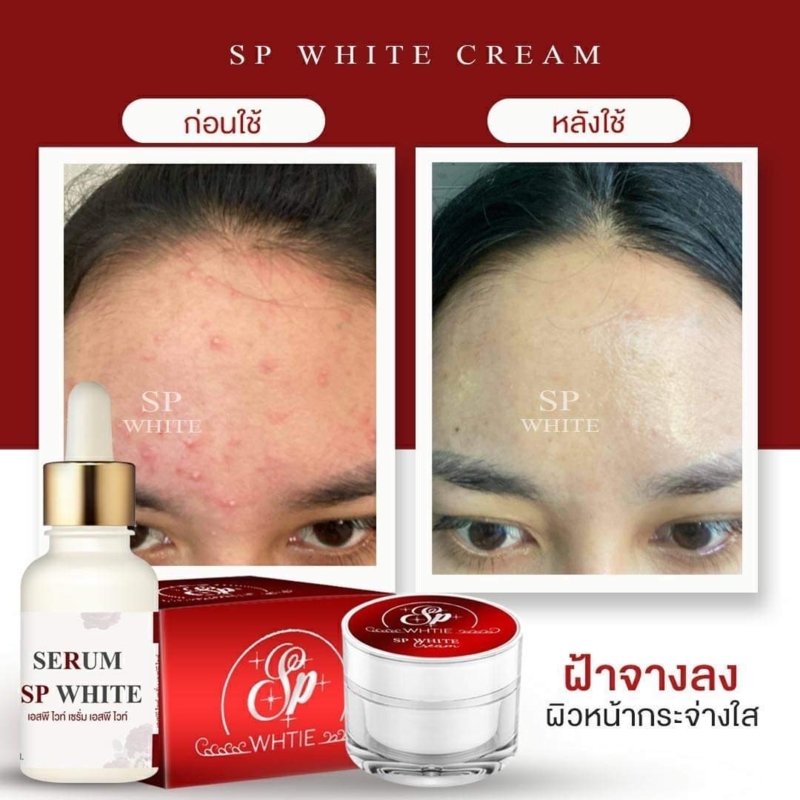 SP WHITE CREAM
ก่อนใช้
หลังใช้
SP
WHITE
SP
WHITE
SERUM
SP WHITE
เอสพี ไวท์ เซรั่ม เอสพี ไวท์
Sp
WHTIE
Sp
WHTIE
SP WHITE
Cream
ฝ้าจางลง
ผิวหน้ากระจ่างใส